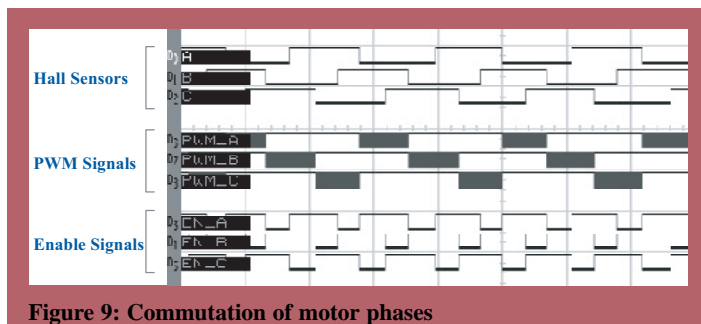 Hall Sensors
A
B
C
PWM Signals
PWM_A
PWM_B
PWM_C
Enable Signals
EN_A
EN_B
EN_C
Figure 9: Commutation of motor phases